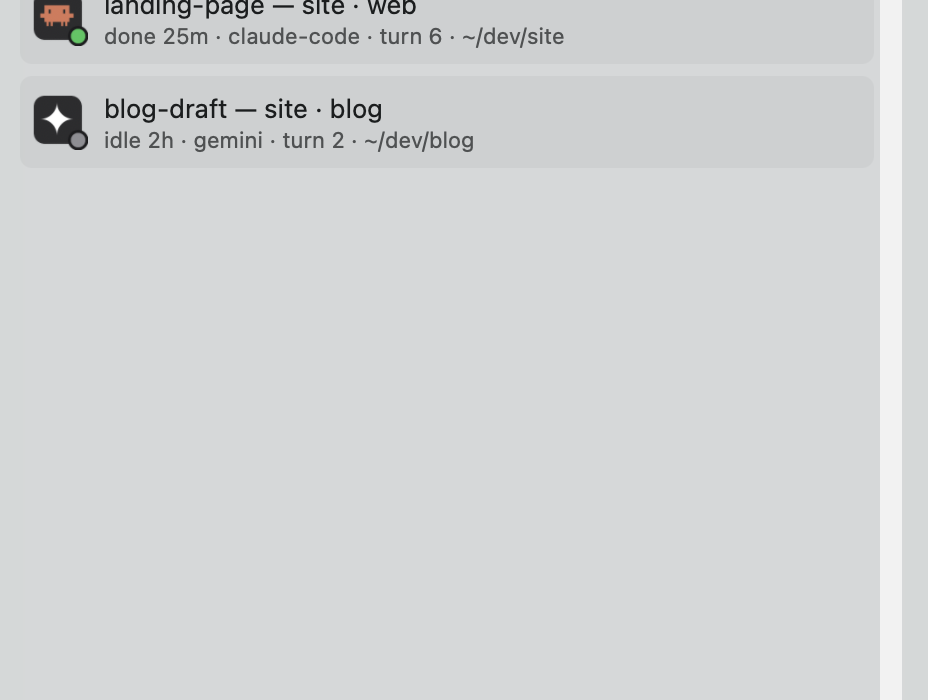 landing-page — site · web
done 25m · claude-code · turn 6 · ~/dev/site
blog-draft — site · blog
idle 2h · gemini · turn 2 · ~/dev/blog